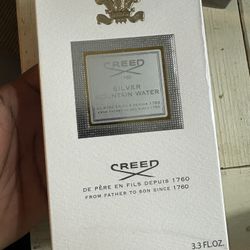 CREED
SILVER
MOUNTAIN WATER
CREED
DE PÈRE EN FILS DEPUIS 1760
FROM FATHER TO SON SINCE 1760
3.3 FL.OZ.